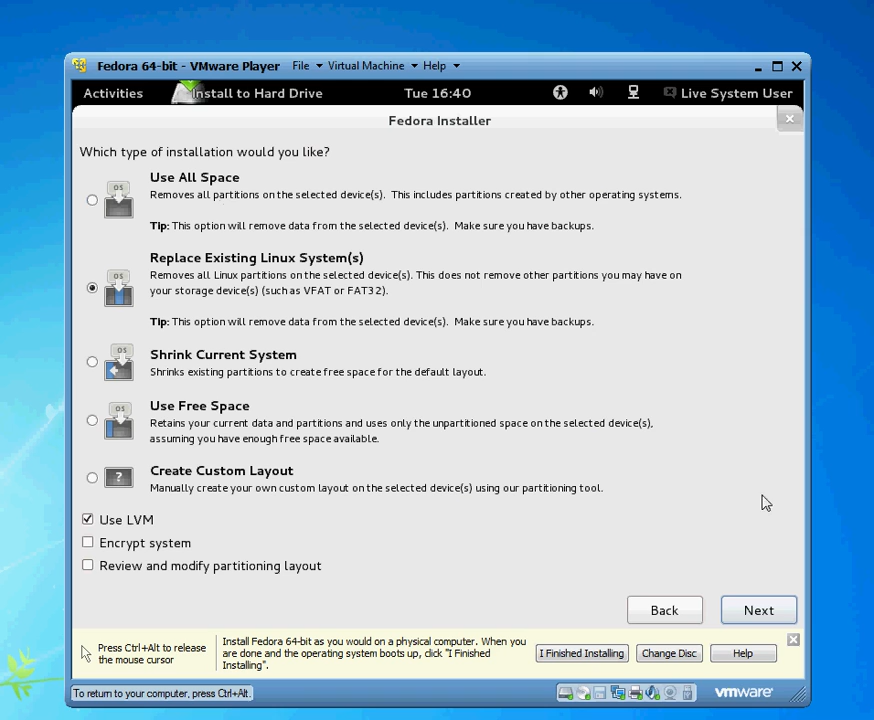 Fedora 64-bit - VMware Player File Virtual Machine Help
Activities Install to Hard Drive Tue 16:40 Live System User
Fedora Installer
Which type of installation would you like?
OS
Use All Space
Removes all partitions on the selected device(s). This includes partitions created by other operating systems.
Tip: This option will remove data from the selected device(s). Make sure you have backups.
OS
Replace Existing Linux System(s)
Removes all Linux partitions on the selected device(s). This does not remove other partitions you may have on
your storage device(s) (such as VFAT or FAT32).
Tip: This option will remove data from the selected device(s). Make sure you have backups.
OS
Shrink Current System
Shrinks existing partitions to create free space for the default layout.
OS
Use Free Space
Retains your current data and partitions and uses only the unpartitioned space on the selected device(s),
assuming you have enough free space available.
?
Create Custom Layout
Manually create your own custom layout on the selected device(s) using our partitioning tool.
Use LVM
Encrypt system
Review and modify partitioning layout
Back Next
Press Ctrl+Alt to release
the mouse cursor
Install Fedora 64-bit as you would on a physical computer. When you
are done and the operating system boots up, click "I Finished
Installing".
I Finished Installing Change Disc Help
To return to your computer, press Ctrl+Alt.
vmware